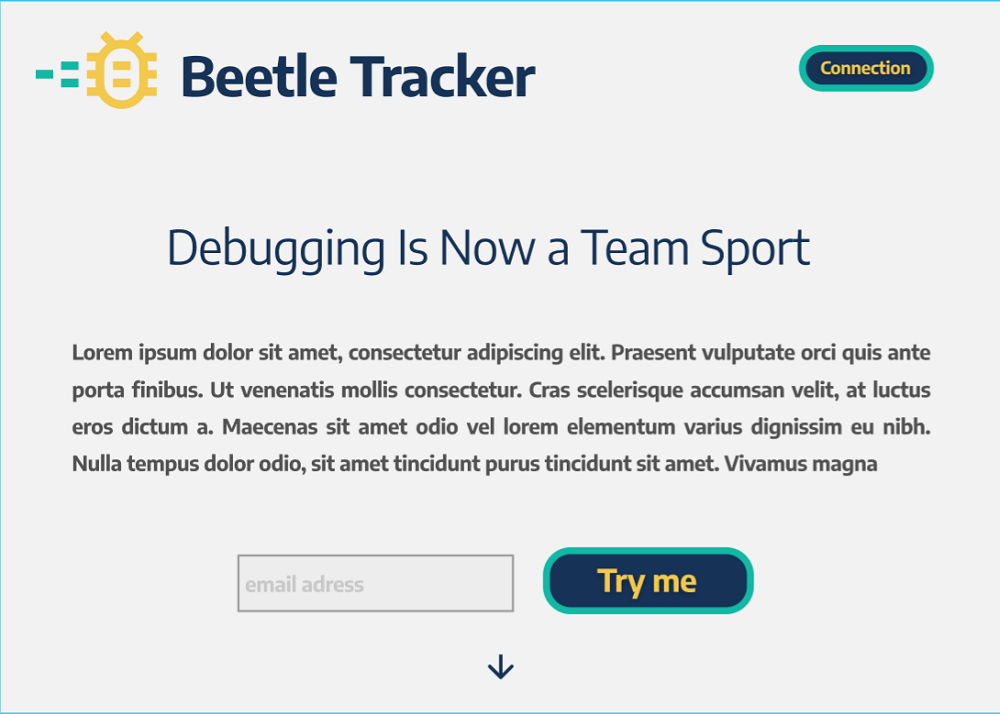 Beetle Tracker
Connection
Debugging Is Now a Team Sport
Lorem ipsum dolor sit amet, consectetur adipiscing elit. Praesent vulputate orci quis ante
porta finibus. Ut venenatis mollis consectetur. Cras scelerisque accumsan velit, at luctus
eros dictum a. Maecenas sit amet odio vel lorem elementum varius dignissim eu nibh.
Nulla tempus dolor odio, sit amet tincidunt purus tincidunt sit amet. Vivamus magna
email adress
Try me